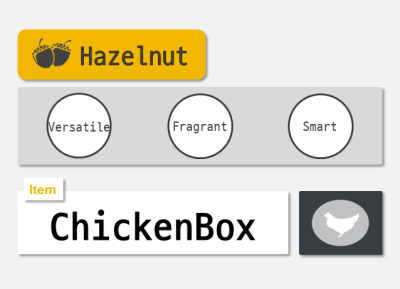 Hazelnut
Versatile
Fragrant
Smart
Item
ChickenBox